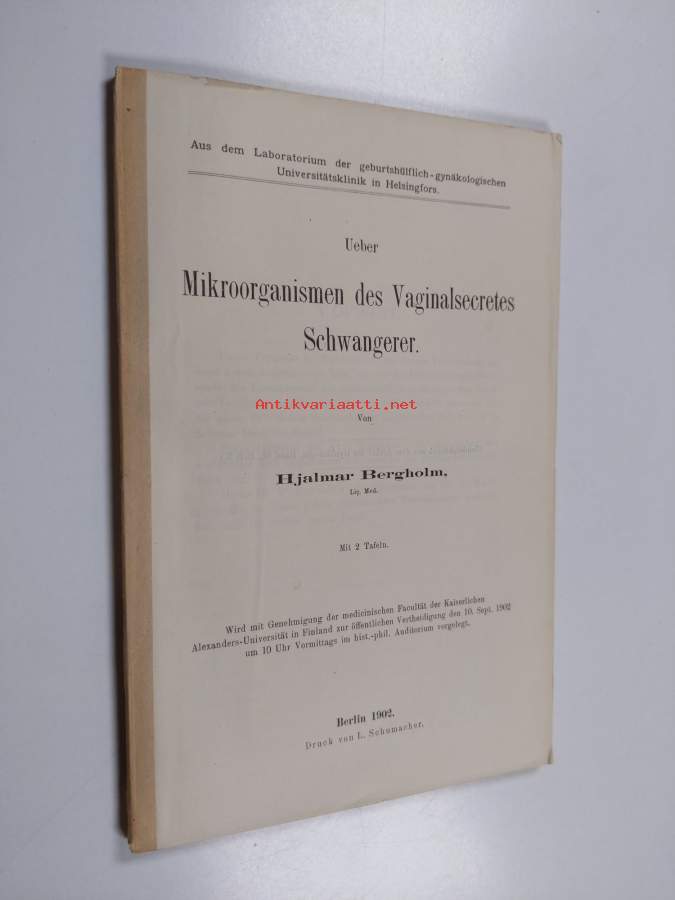 Aus dem Laboratorium der geburtshülflich-gynäkologischen
Universitätsklinik in Helsingfors.
Ueber
Mikroorganismen des Vaginalsecretes
Schwangerer.
Antikvariaatti.net
Von
Hjalmar Bergholm,
Lic. Med.
Mit 2 Tafeln.
Wird mit Genehmigung der medicinischen Facultät der Kaiserlichen
Alexanders-Universität in Finland zur öffentlichen Vertheidigung den 10. Sept. 1902
um 10 Uhr Vormittags im hist.-phil. Auditorium vorgelegt.
Berlin 1902.
Druck von L. Schumacher.